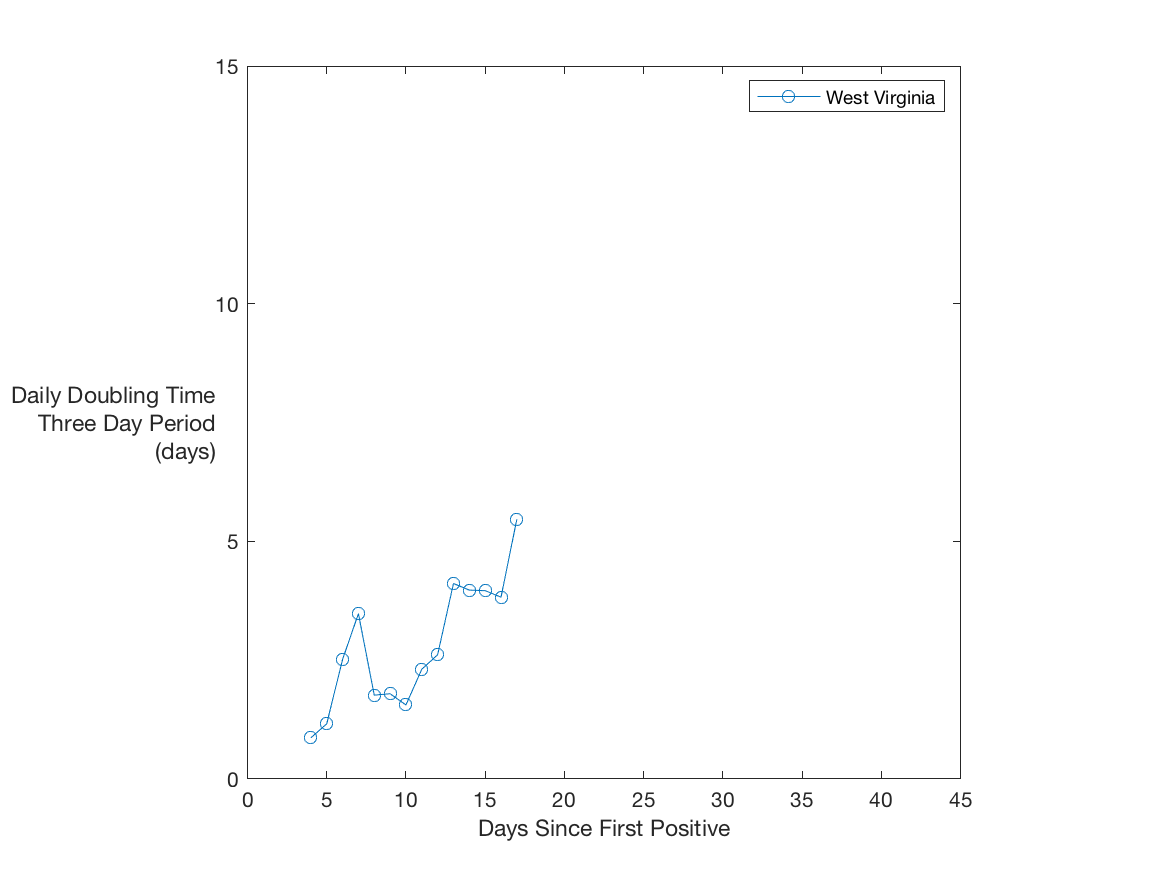 15
West Virginia
10
Daily Doubling Time
Three Day Period
(days)
5
0
0 5 10 15 20 25 30 35 40 45
Days Since First Positive